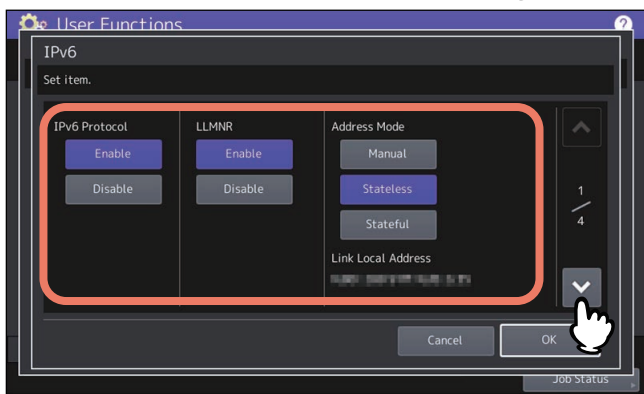 User Functions
?
IPv6
Set item.
IPv6 Protocol
Enable
Disable
LLMNR
Enable
Disable
Address Mode
Manual
Stateless
Stateful
Link Local Address
1
4
Cancel
OK
Job Status